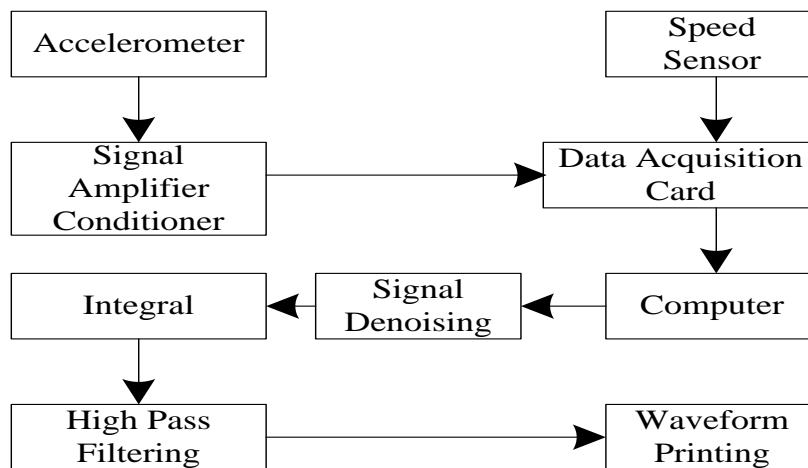 Accelerometer
Speed
Sensor
Signal
Amplifier
Conditioner
Data Acquisition
Card
Integral
Signal
Denoising
Computer
High Pass
Filtering
Waveform
Printing